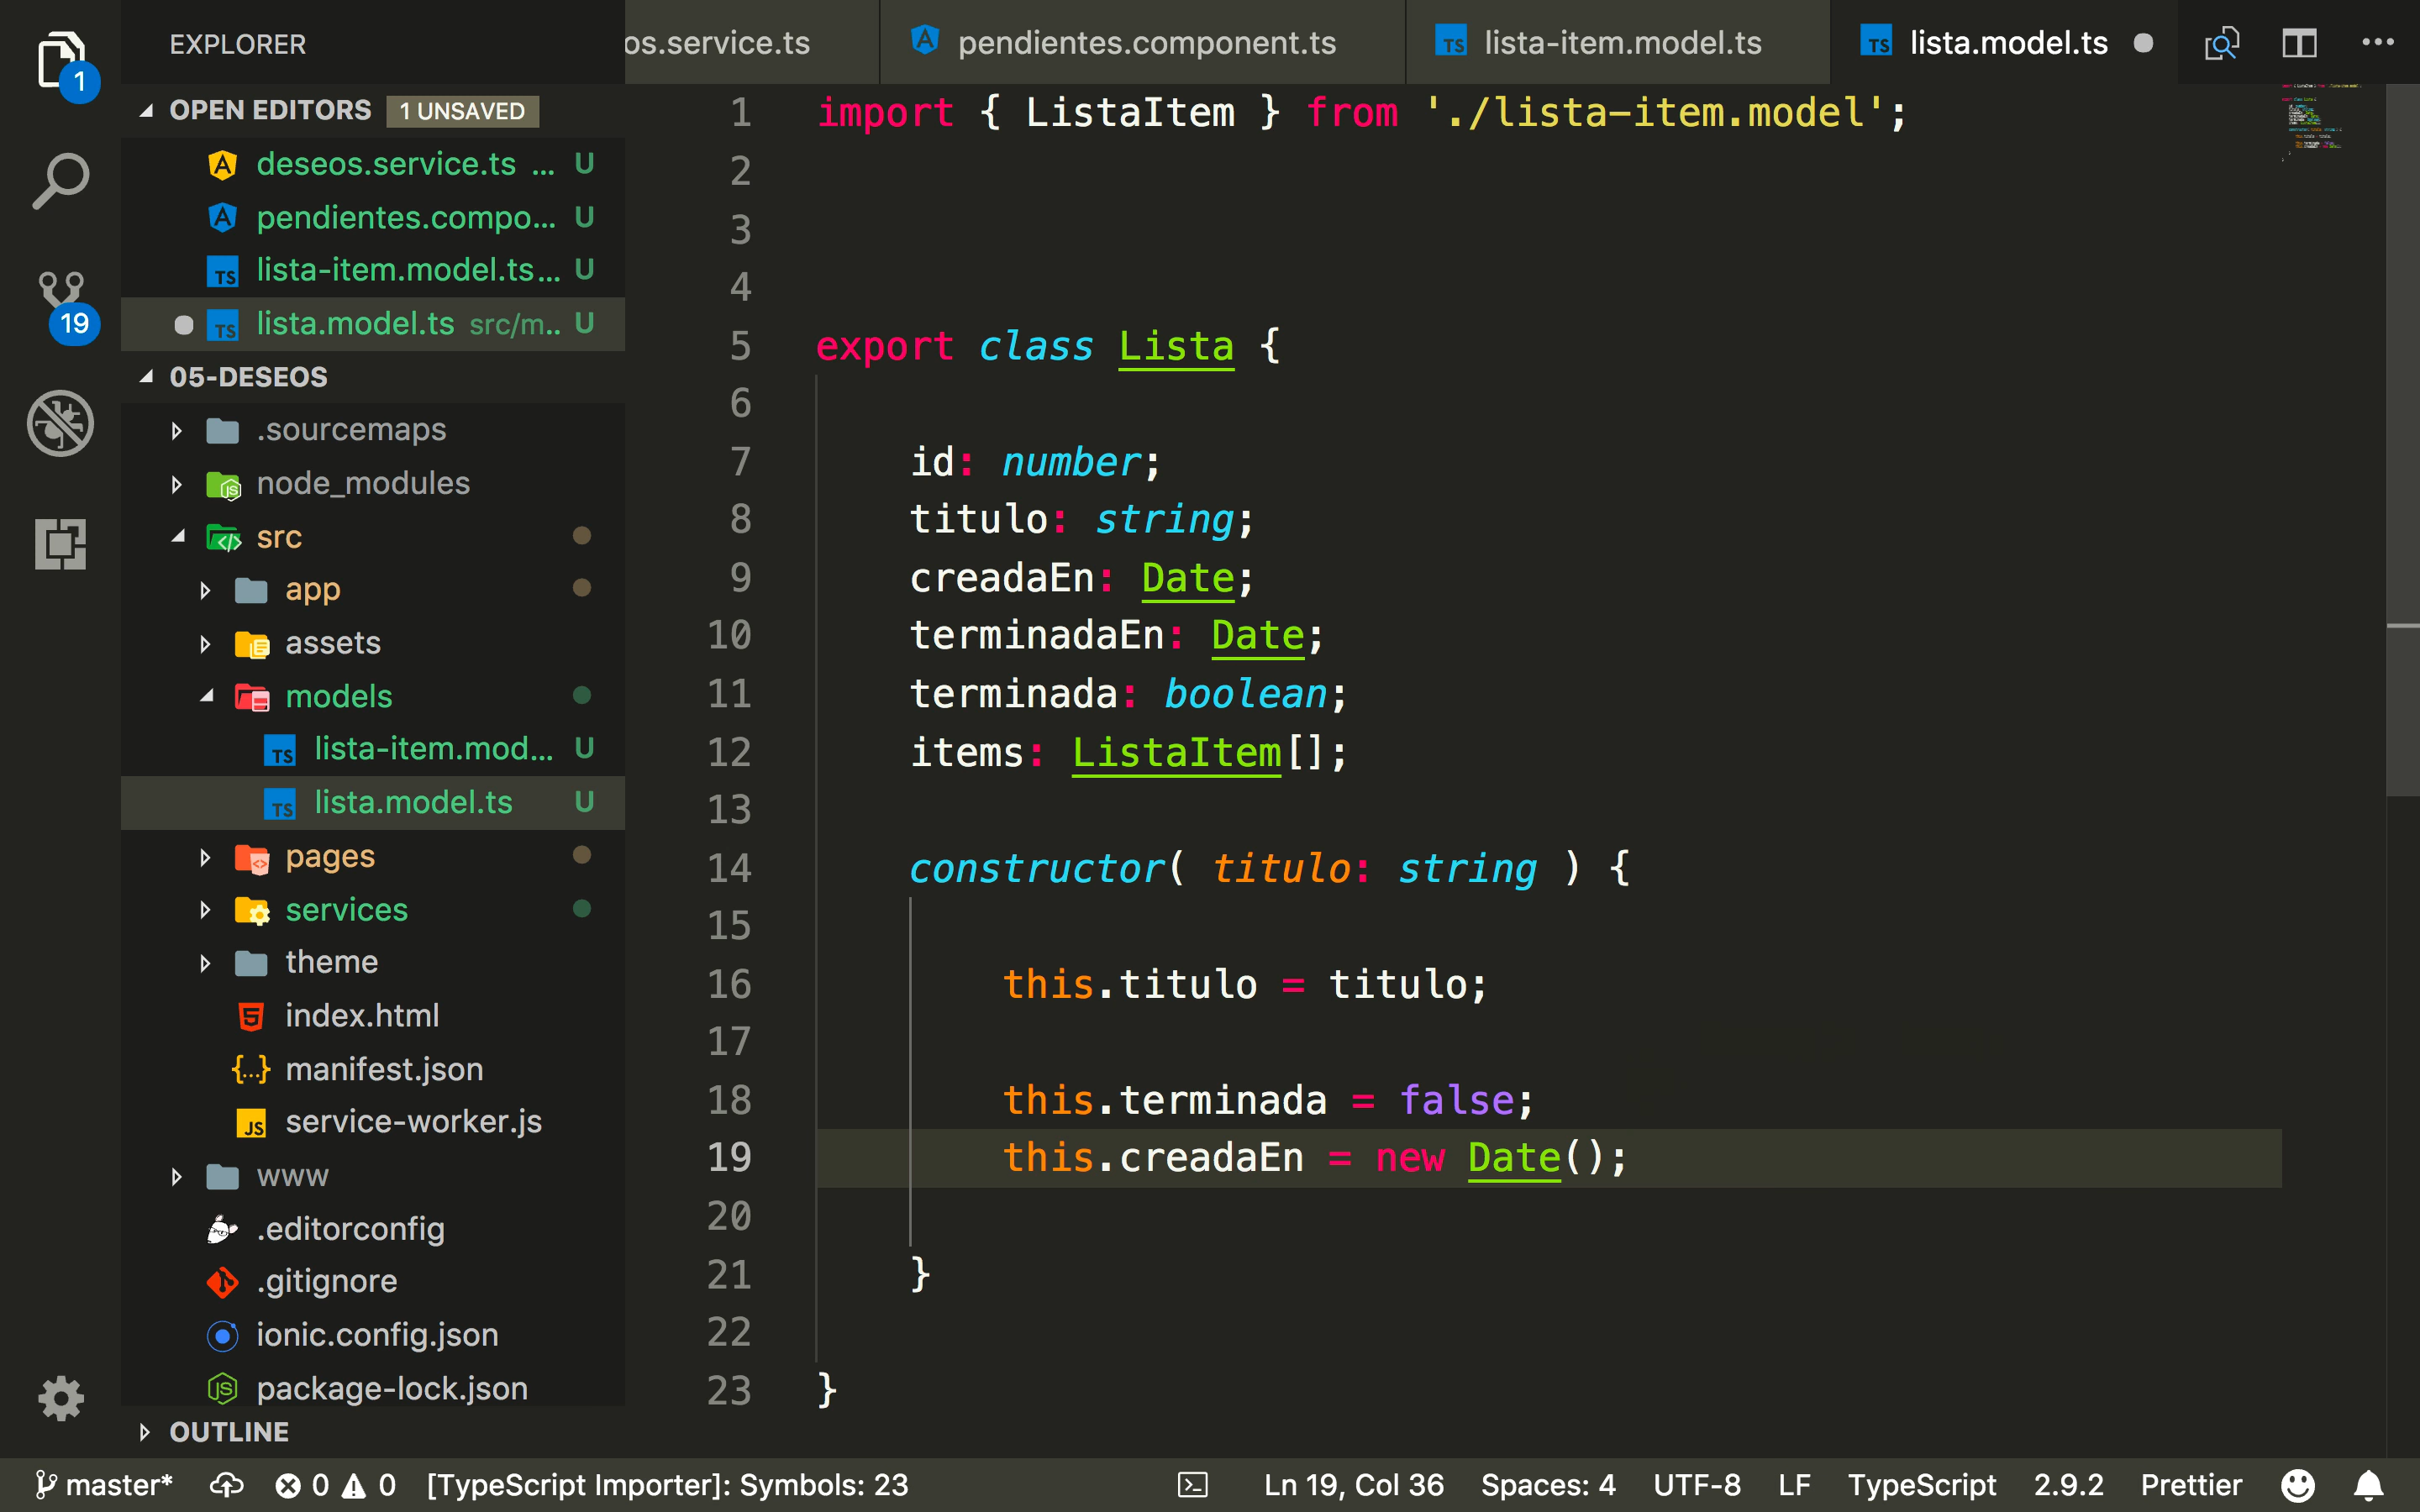 EXPLORER
OPEN EDITORS 1 UNSAVED
deseos.service.ts ... U
pendientes.compo... U
lista-item.model.ts... U
lista.model.ts src/m... U
05-DESEOS
.sourcemaps
node_modules
src
app
assets
models
lista-item.mod... U
lista.model.ts U
pages
services
theme
index.html
manifest.json
service-worker.js
www
.editorconfig
.gitignore
ionic.config.json
package-lock.json
OUTLINE
1
19
os.service.ts
pendientes.component.ts
lista-item.model.ts
lista.model.ts
1 import { ListaItem } from './lista-item.model';
2
3
4
5 export class Lista {
6
7 id: number;
8 titulo: string;
9 creadaEn: Date;
10 terminadaEn: Date;
11 terminada: boolean;
12 items: ListaItem[];
13
14 constructor( titulo: string ) {
15
16 this.titulo = titulo;
17
18 this.terminada = false;
19 this.creadaEn = new Date();
20
21 }
22
23 }
master* 0 0 [TypeScript Importer]: Symbols: 23 Ln 19, Col 36 Spaces: 4 UTF-8 LF TypeScript 2.9.2 Prettier